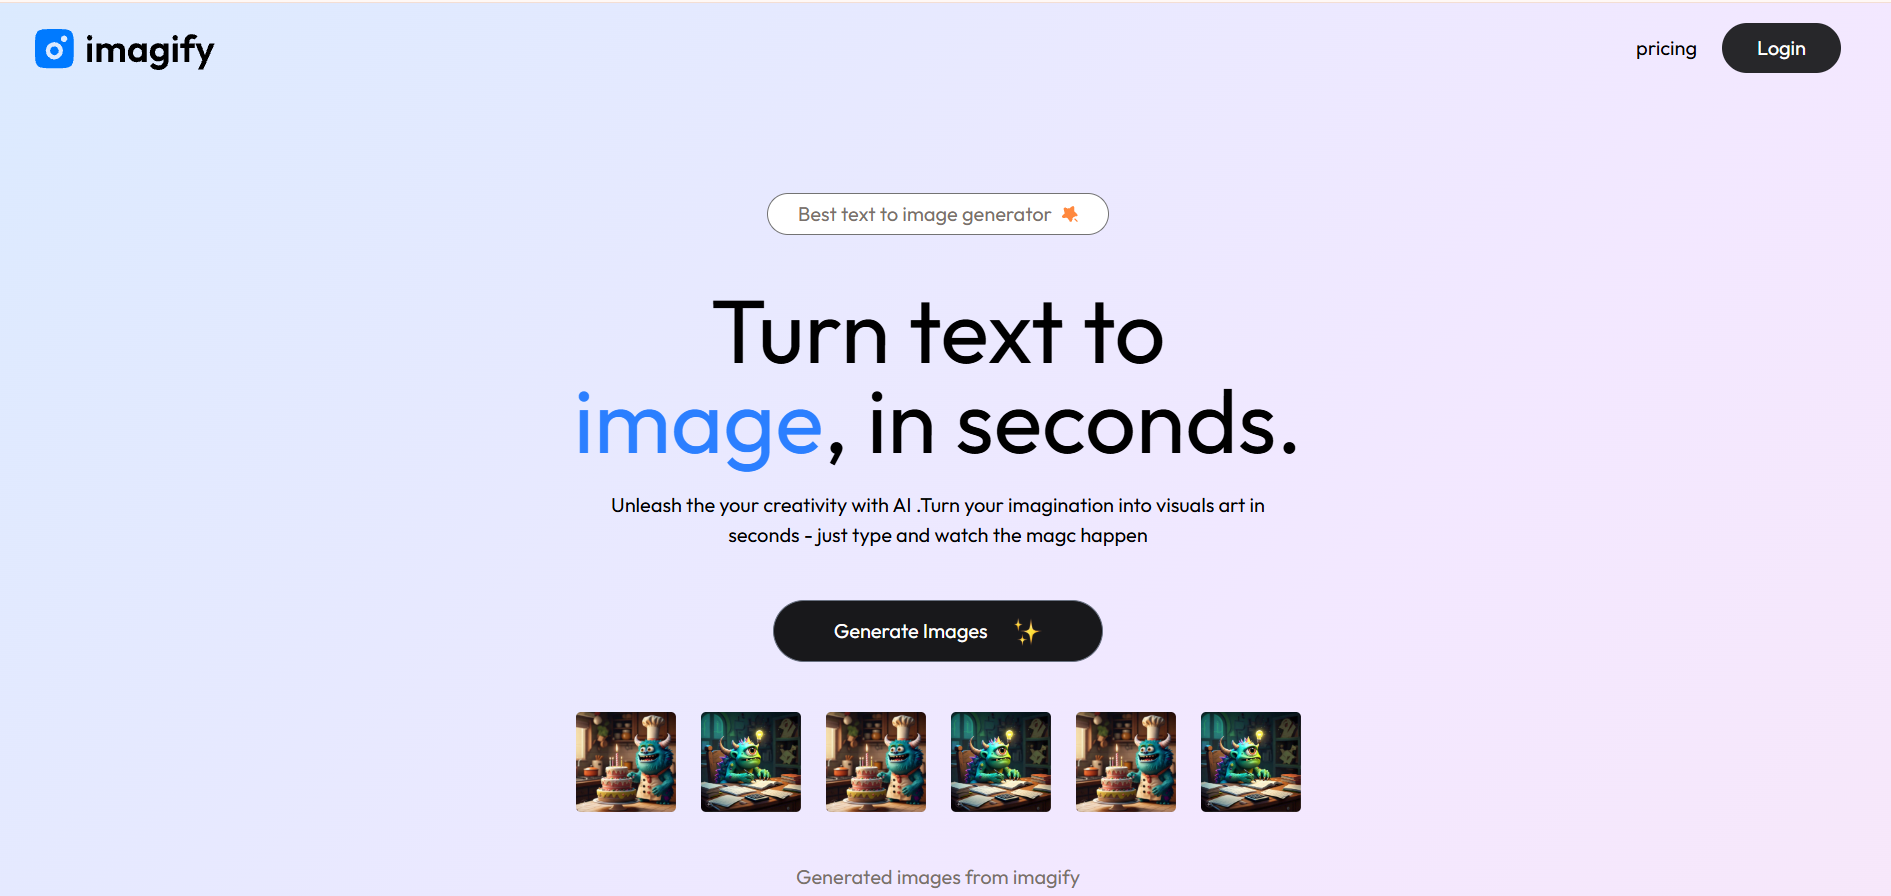 imagify
pricing
Login
Best text to image generator
Turn text to
image, in seconds.
Unleash the your creativity with AI .Turn your imagination into visuals art in
seconds - just type and watch the magc happen
Generate Images
Generated images from imagify